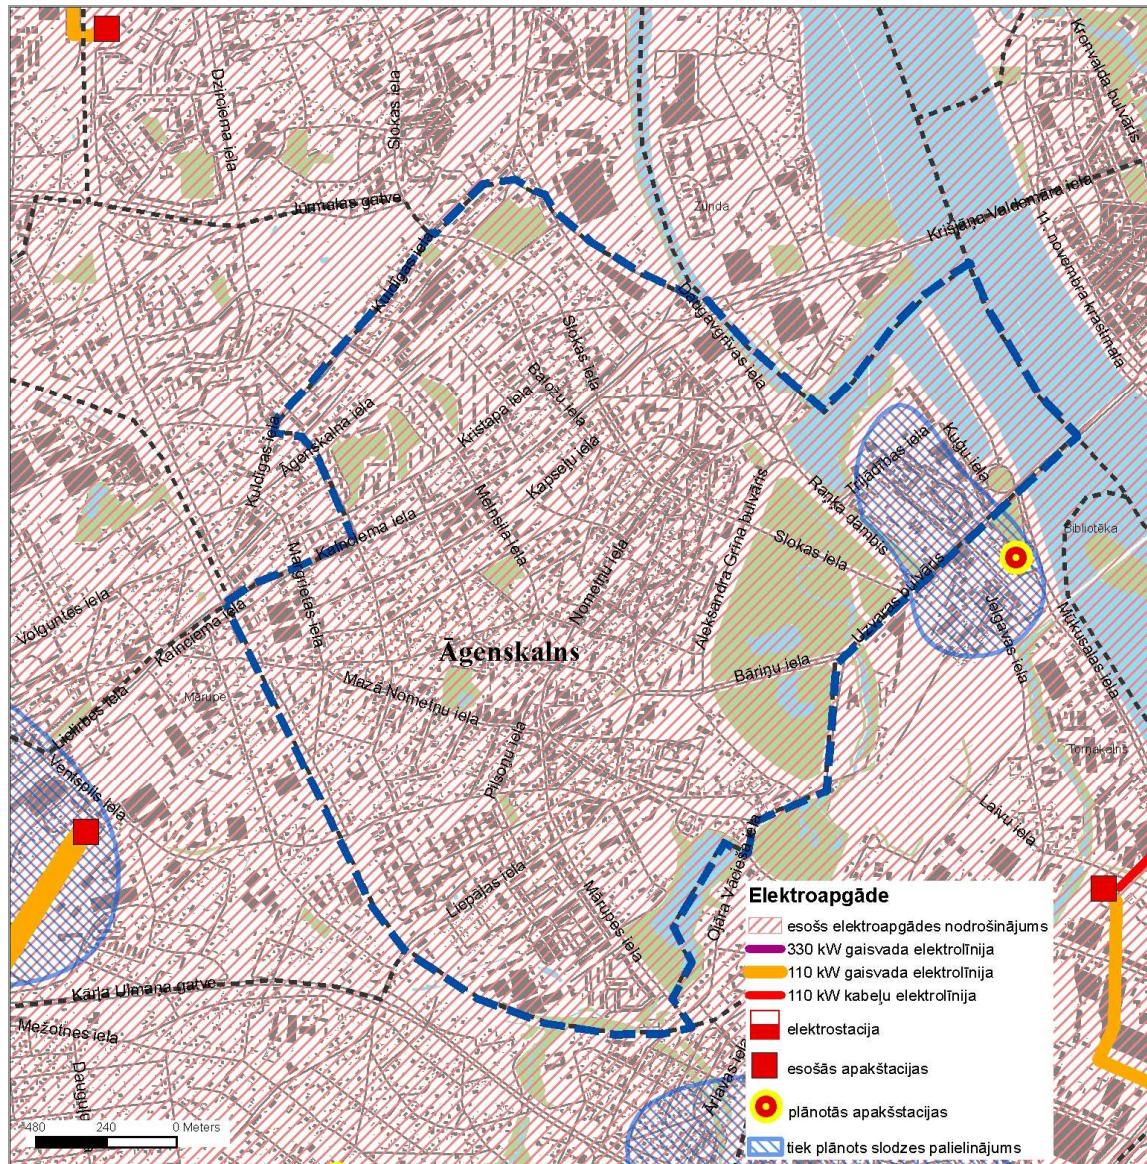 Dzirciema iela
Slokas iela
Kronvalda bulvāris
Jūrmalas gatve
Zunda
Krišjāņa Valdemāra iela
11. novembra krastmala
Kuldīgas iela
Daugavgrīvas iela
Slokas iela
Baložu iela
Kristapa iela
Āgenskalna iela
Kuldīgas iela
Kapseļu iela
Trijādības iela
Kuģu iela
Meinsila iela
Aleksandra Grīna bulvāris
Ranka dambis
Kalnciema iela
Slokas iela
Bibliotēka
Margrietas iela
Nometņu iela
Uzvaras bulvāris
Volguntes iela
Kalnciema iela
Jelgavas iela
Mūkusalas iela
Āgenskalns
Bāriņu iela
Mārupe
Mazā Nometņu iela
Lielirbes iela
Ventspils iela
Pilsoņu iela
Torņakalns
Laivu iela
Liepājas iela
Mārupes iela
Ojāra Vācieša iela
Kārļa Ulmaņa gatve
Mežotnes iela
Ārlavas iela
480 240 0 Meters
Elektroapgāde
esošs elektroapgādes nodrošinājums
330 kW gaisvada elektrolīnija
110 kW gaisvada elektrolīnija
110 kW kabeļu elektrolīnija
elektrostacija
esošās apakštacijas
plānotās apakšstacijas
tiek plānots slodzes palielinājums